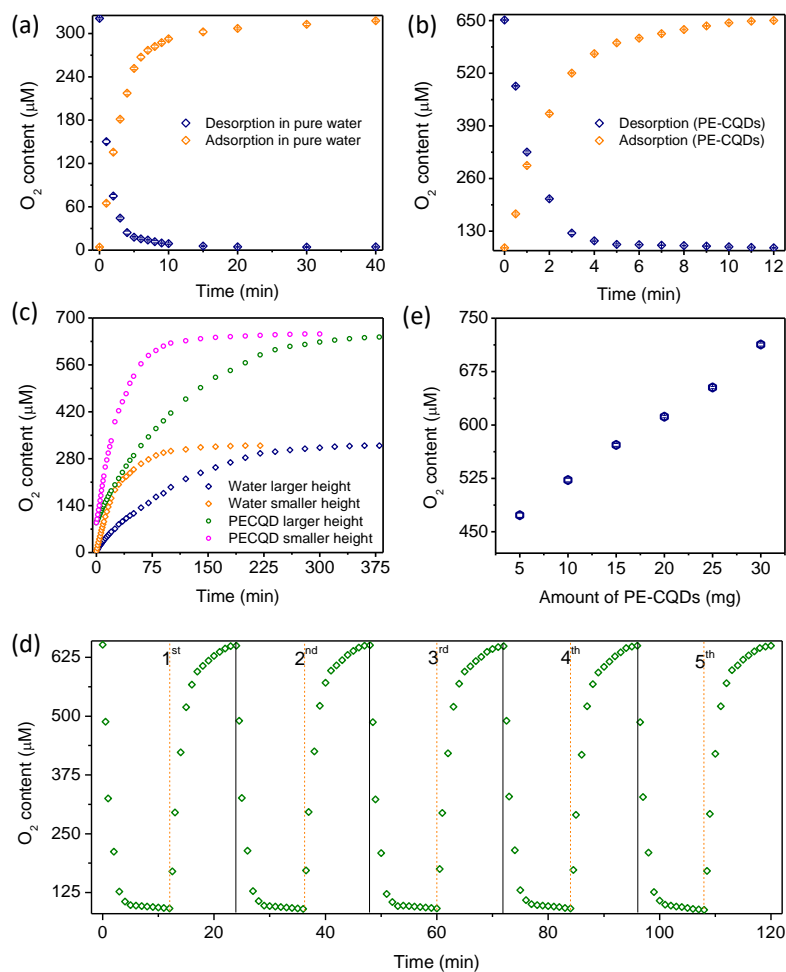 (a)
300
240
180
120
60
0
O2 content (µM)
Desorption in pure water
Adsorption in pure water
0 10 20 30 40
Time (min)
(b)
650
520
390
260
130
O2 content (µM)
Desorption (PE-CQDs)
Adsorption (PE-CQDs)
0 2 4 6 8 10 12
Time (min)
(c)
700
560
420
280
140
0
O2 content (µM)
Water larger height
Water smaller height
PECQD larger height
PECQD smaller height
0 75 150 225 300 375
Time (min)
(e)
750
675
600
525
450
O2 content (µM)
5 10 15 20 25 30
Amount of PE-CQDs (mg)
(d)
625
500
375
250
125
O2 content (µM)
1st 2nd 3rd 4th 5th
0 20 40 60 80 100 120
Time (min)